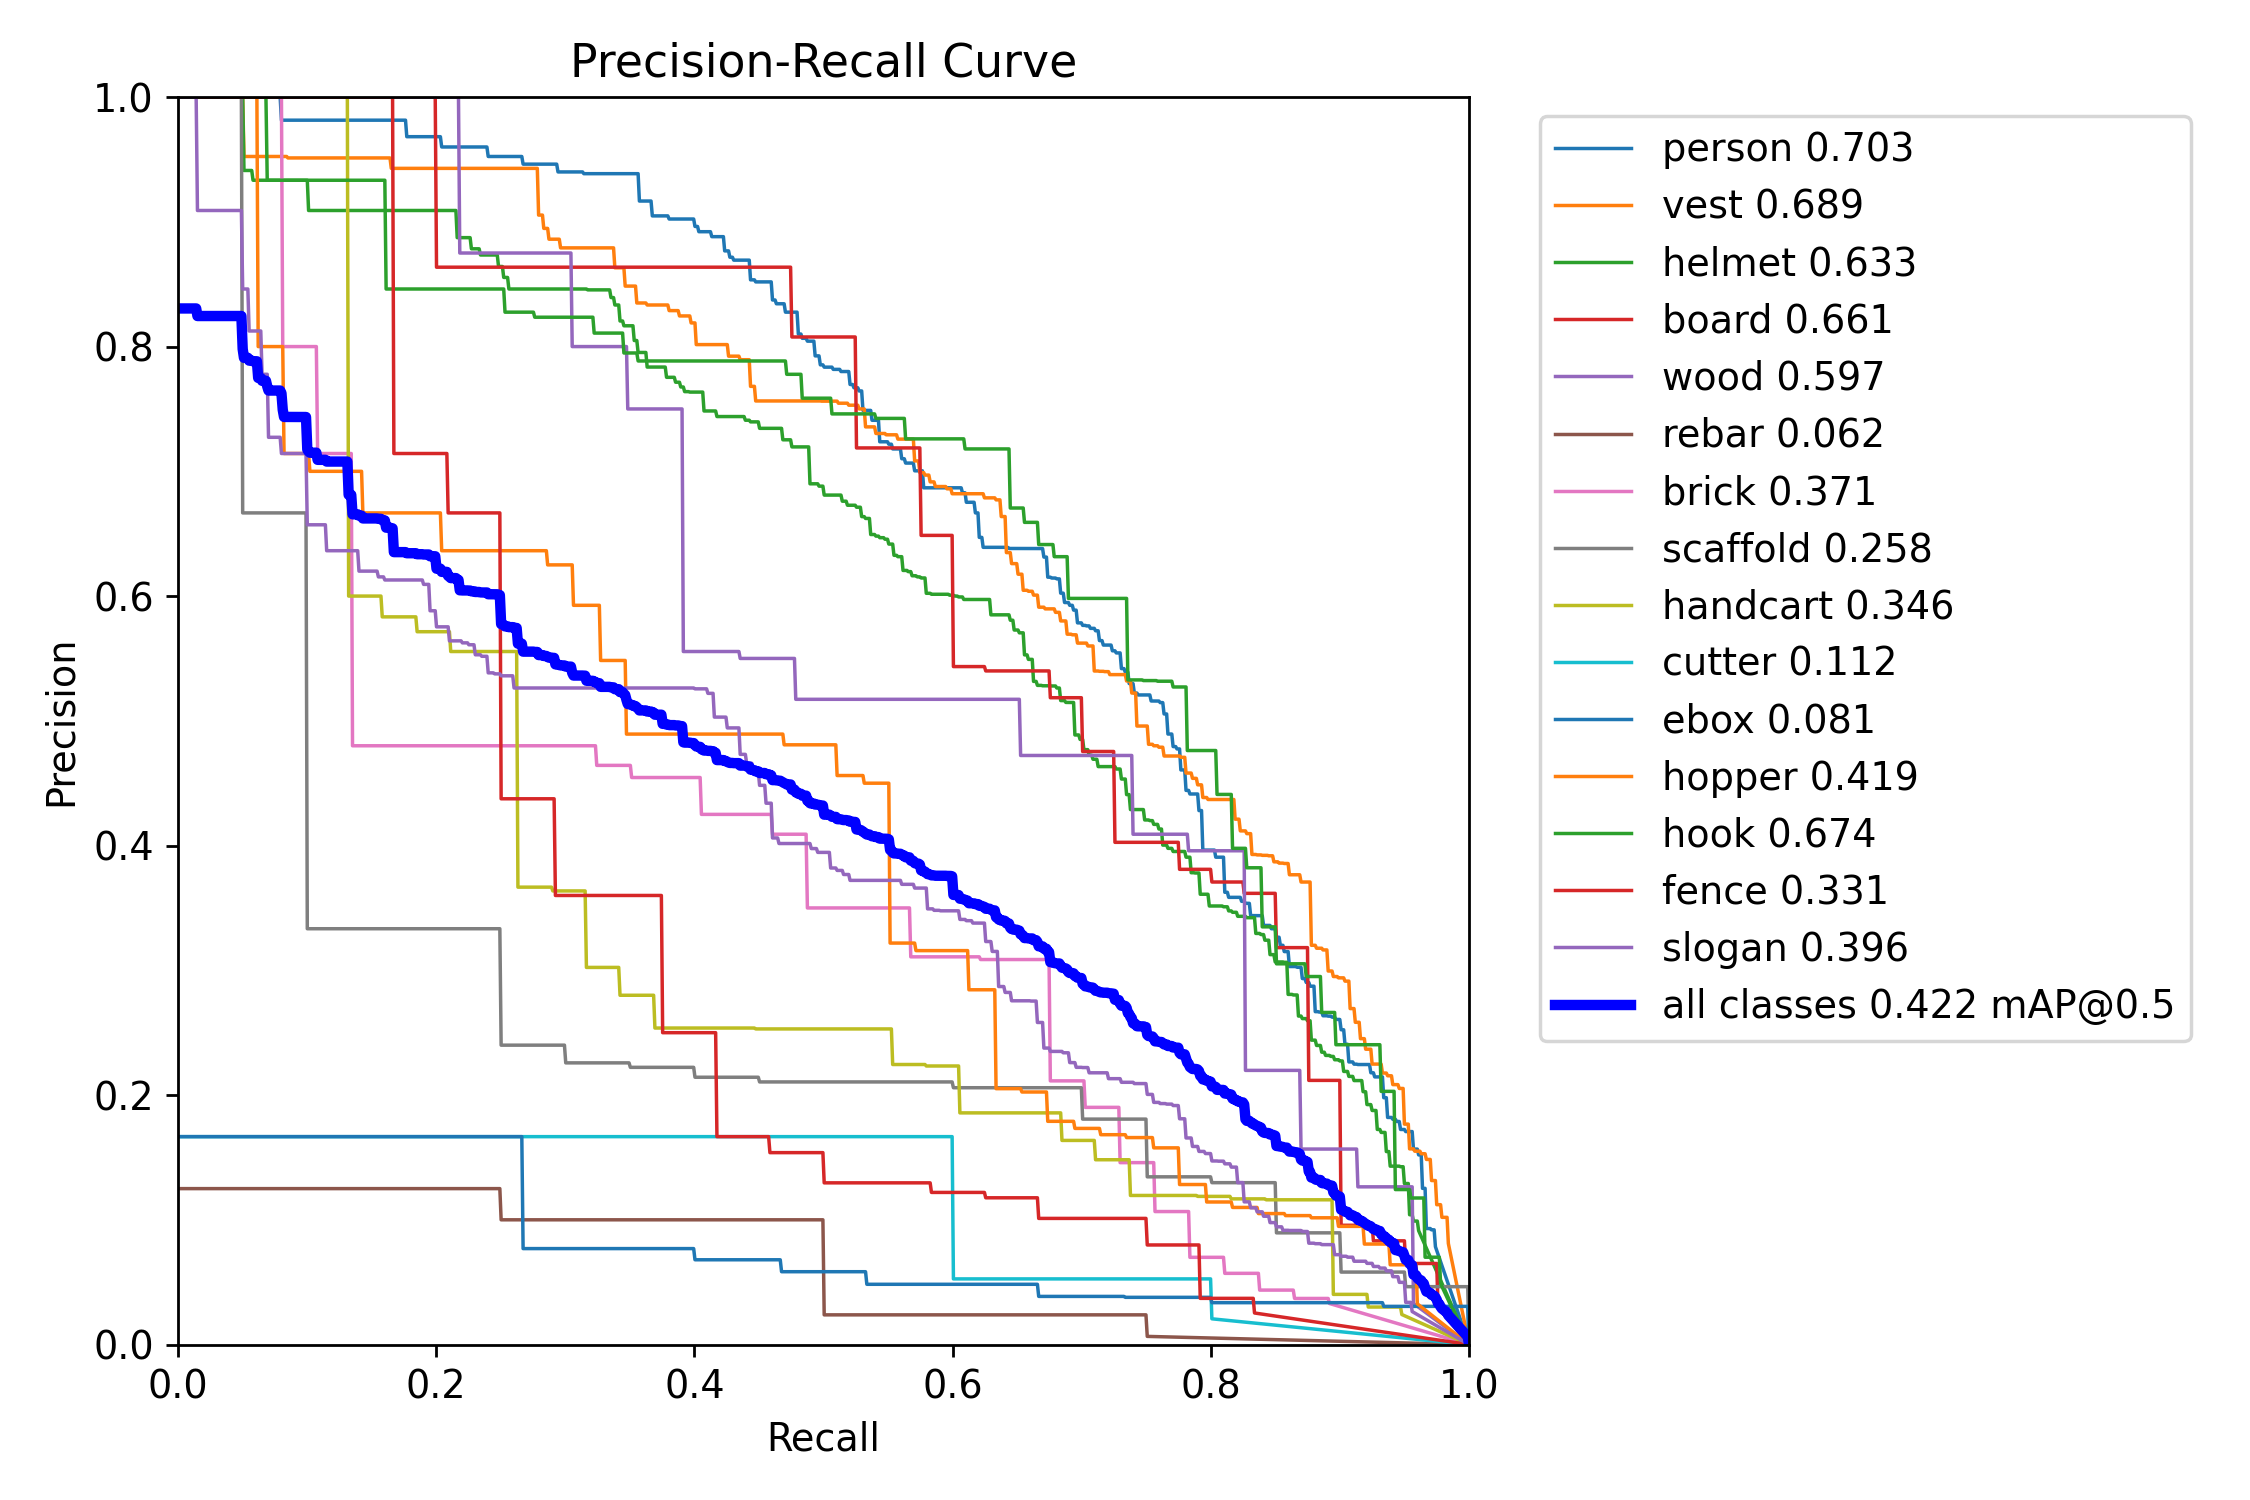 Precision-Recall Curve
1.0
0.8
0.6
0.4
0.2
0.0
Precision
0.0 0.2 0.4 0.6 0.8 1.0
Recall
person 0.703
vest 0.689
helmet 0.633
board 0.661
wood 0.597
rebar 0.062
brick 0.371
scaffold 0.258
handcart 0.346
cutter 0.112
ebox 0.081
hopper 0.419
hook 0.674
fence 0.331
slogan 0.396
all classes 0.422 mAP@0.5